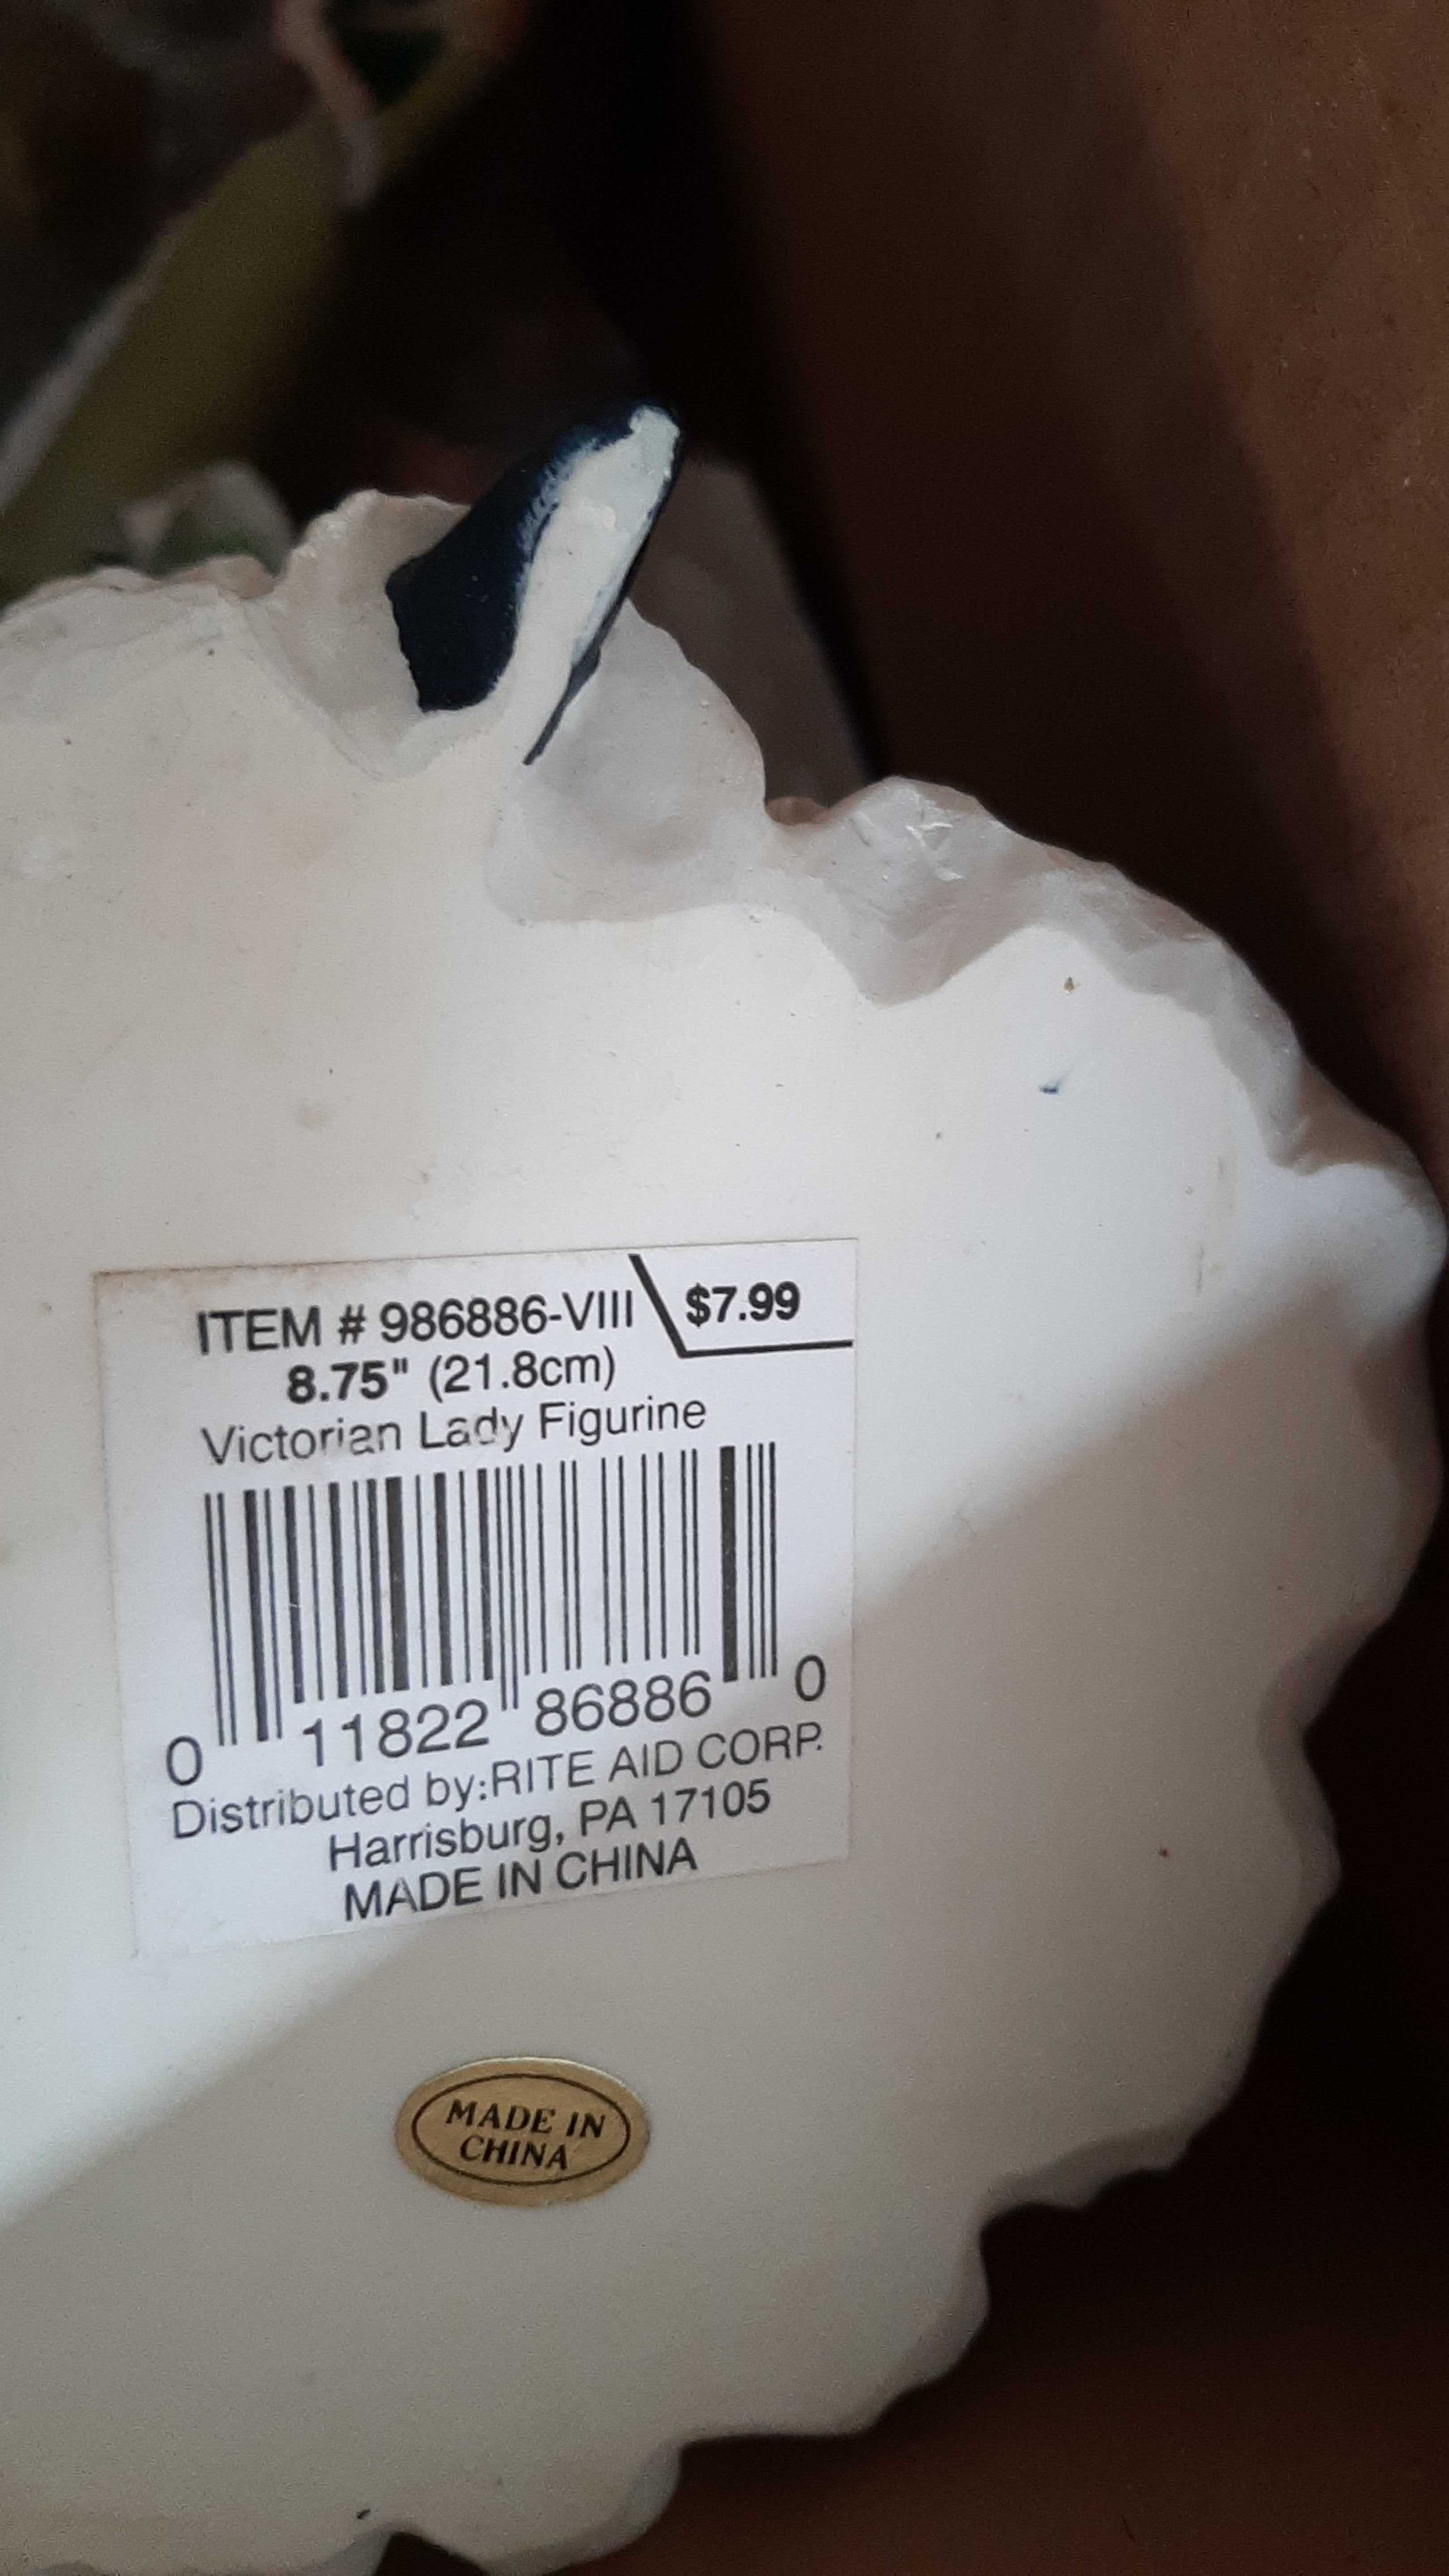 ITEM # 986886-VIII $7.99
8.75" (21.8cm)
Victorian Lady Figurine
0 11822 86886 0
Distributed by:RITE AID CORP.
Harrisburg, PA 17105
MADE IN CHINA
MADE IN
CHINA